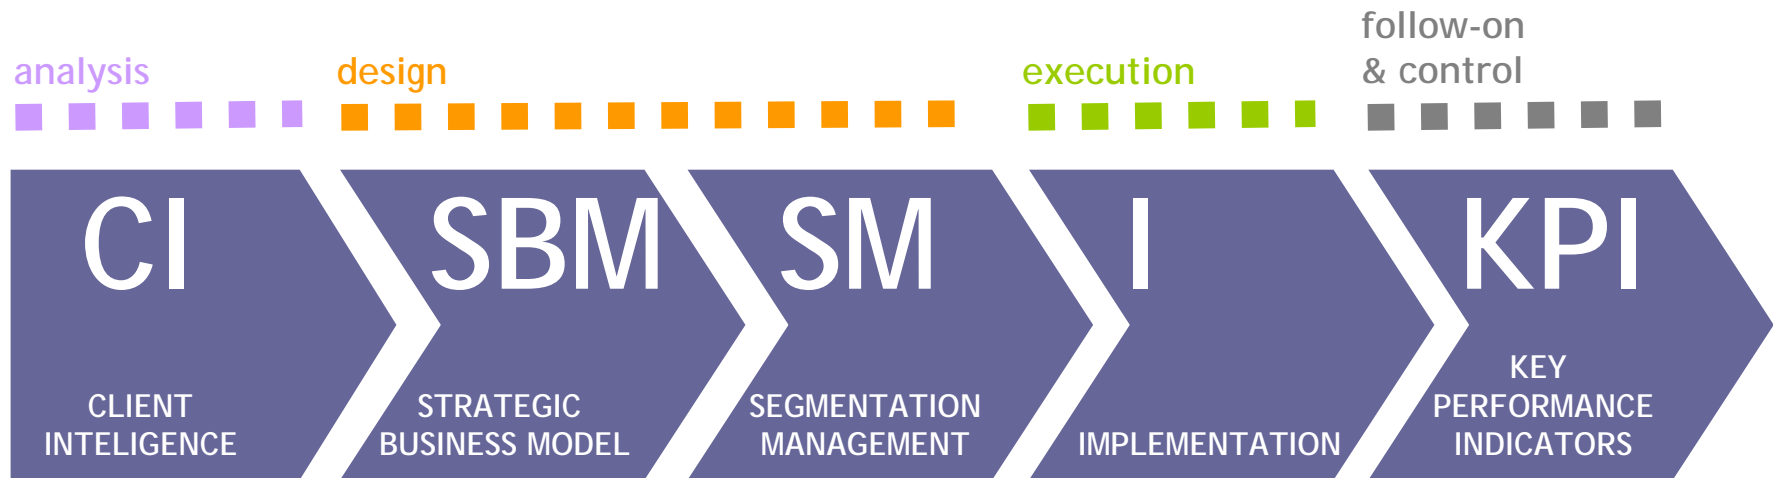 analysis
design
execution
follow-on
& control
CI
CLIENT
INTELIGENCE
SBM
STRATEGIC
BUSINESS MODEL
SM
SEGMENTATION
MANAGEMENT
I
IMPLEMENTATION
KPI
KEY
PERFORMANCE
INDICATORS